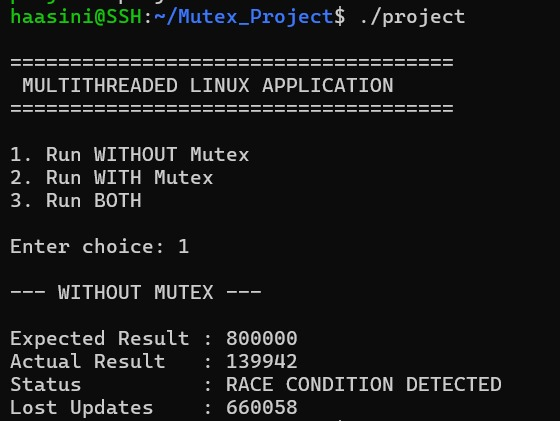 haasini@SSH:~/Mutex_Project$ ./project
=====================================
MULTITHREADED LINUX APPLICATION
=====================================
1. Run WITHOUT Mutex
2. Run WITH Mutex
3. Run BOTH
Enter choice: 1
--- WITHOUT MUTEX ---
Expected Result : 800000
Actual Result   : 139942
Status          : RACE CONDITION DETECTED
Lost Updates    : 660058